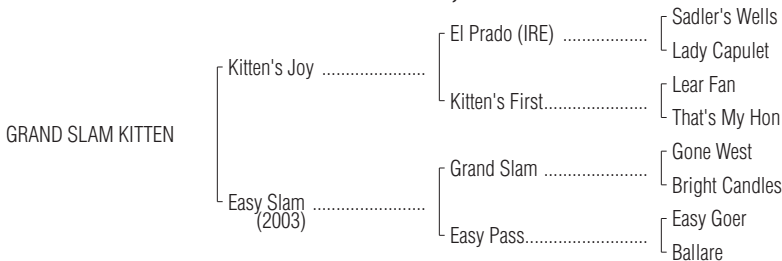 Sadler's Wells
El Prado (IRE) ..................
Lady Capulet
Kitten's Joy ......................
Lear Fan
Kitten's First......................
That's My Hon
GRAND SLAM KITTEN
Gone West
Grand Slam ......................
Bright Candles
Easy Slam ........................
(2003)
Easy Goer
Easy Pass..........................
Ballare